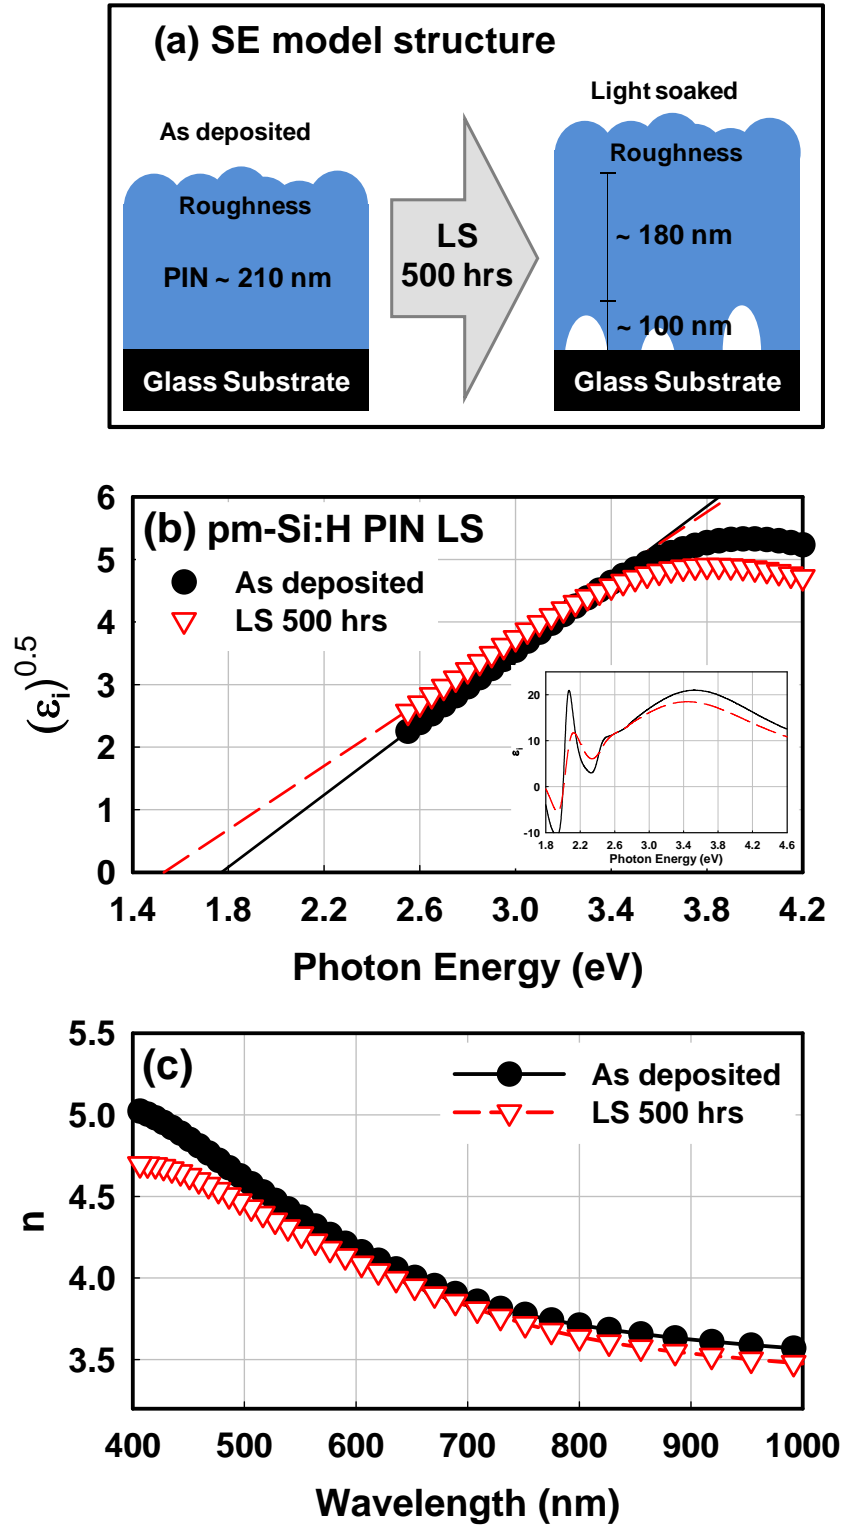 (a) SE model structure
As deposited
Light soaked
Roughness
PIN ~ 210 nm
Glass Substrate
LS
500 hrs
Roughness
~ 180 nm
~ 100 nm
Glass Substrate
(b) pm-Si:H PIN LS
As deposited
LS 500 hrs
(εi)^0.5
6
5
4
3
2
1
0
1.4 1.8 2.2 2.6 3.0 3.4 3.8 4.2
Photon Energy (eV)
εi
20
10
0
-10
1.8 2.2 2.6 3.0 3.4 3.8 4.2 4.6
Photon Energy (eV)
(c)
As deposited
LS 500 hrs
n
5.5
5.0
4.5
4.0
3.5
400 500 600 700 800 900 1000
Wavelength (nm)